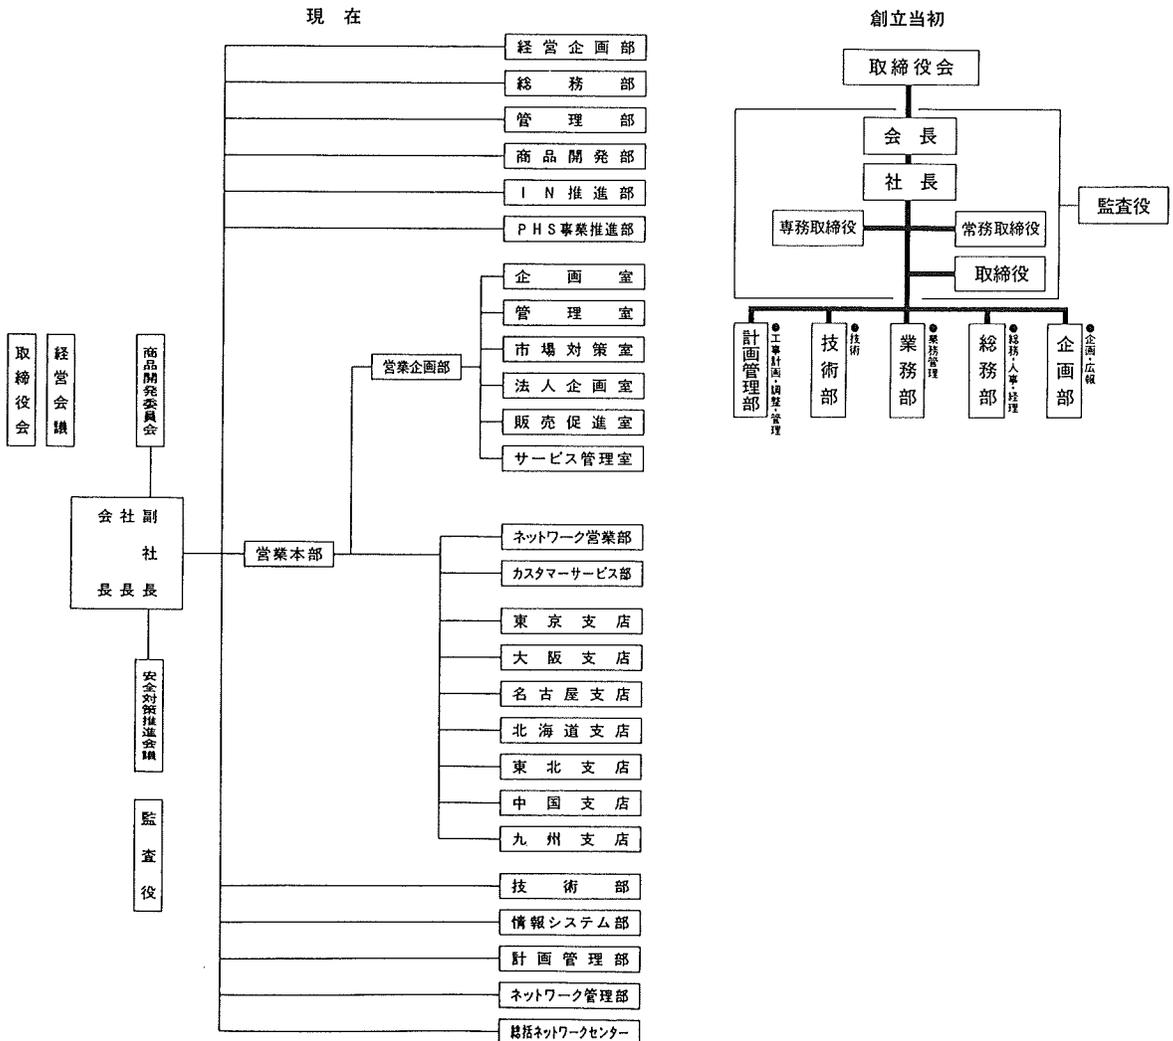 現在
経営企画部
総務部
管理部
商品開発部
IN推進部
PHS事業推進部
企画室
管理室
市場対策室
法人企画室
販売促進室
サービス管理室
営業企画部
取締役会
経営会議
商品開発委員会
会長
社長
副社長
営業本部
ネットワーク営業部
カスタマーサービス部
東京支店
大阪支店
名古屋支店
北海道支店
東北支店
中国支店
九州支店
安全対策推進会議
監査役
技術部
情報システム部
計画管理部
ネットワーク管理部
総括ネットワークセンター
創立当初
取締役会
会長
社長
監査役
専務取締役
常務取締役
取締役
計画管理部
●工事計画・調整・管理
技術部
●技術
業務部
●業務管理
総務部
●総務・人事・経理
企画部
●企画・広報